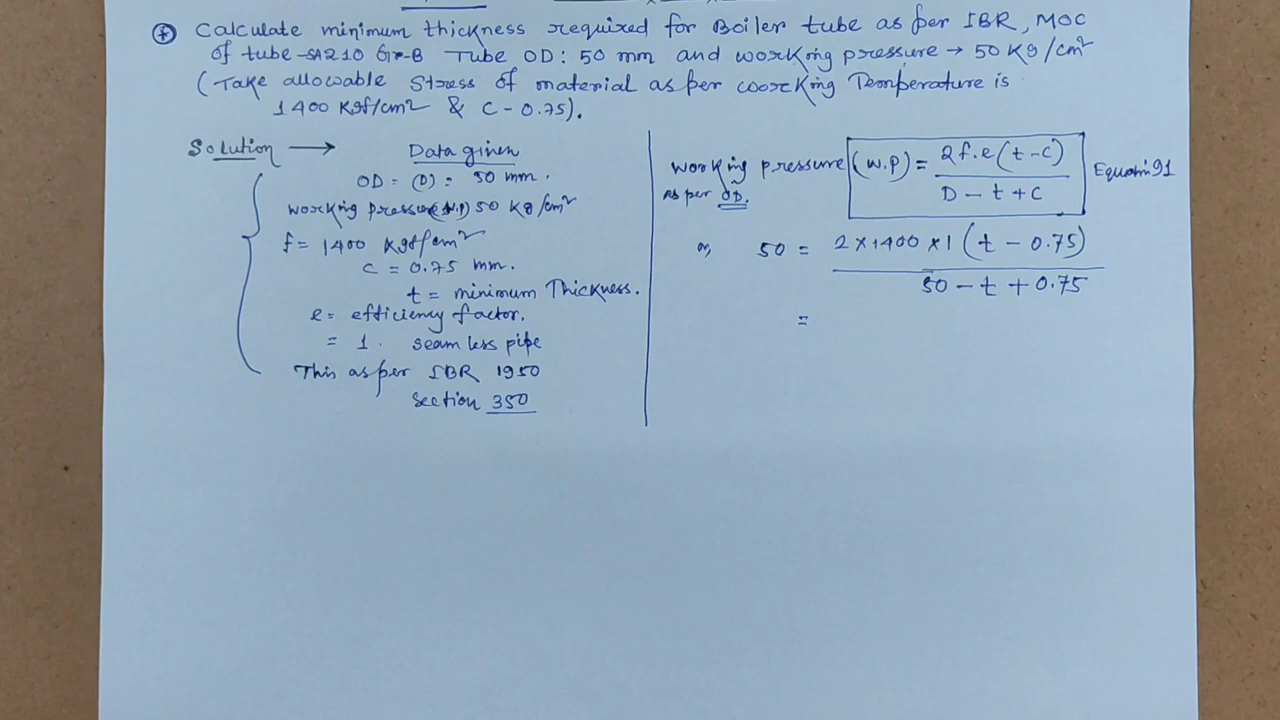 Calculate minimum thickness required for Boiler tube as per IBR, MOC
of tube-SA210 Gr-B Tube OD: 50 mm and working pressure → 50 Kg/cm²
(Take allowable Stress of material as per working Temperature is
1400 Kgf/cm² & C - 0.75).
Solution →
Data given
OD = (D) = 50 mm.
working pressure (W.P) 50 Kg/cm²
f = 1400 Kgf/cm²
C = 0.75 mm.
t = minimum Thickness.
e = efficiency factor.
= 1. seamless pipe
This as per IBR 1950
Section 350
working pressure (W.P) = 2f.e(t-c) / D - t + C Equation 91
as per OD.
or, 50 = 2×1400×1(t - 0.75) / 50 - t + 0.75
=